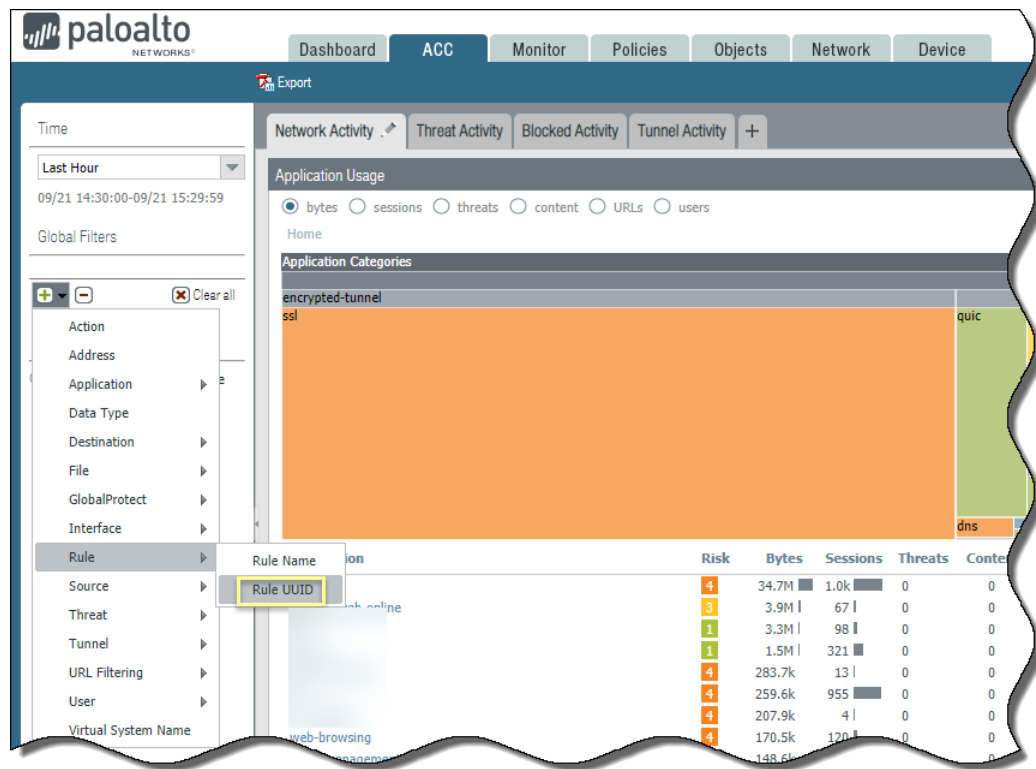 paloalto
NETWORKS®
Dashboard ACC Monitor Policies Objects Network Device
Export
Time
Last Hour
09/21 14:30:00-09/21 15:29:59
Global Filters
Clear all
Action
Address
Application
Data Type
Destination
File
GlobalProtect
Interface
Rule
Source
Threat
Tunnel
URL Filtering
User
Virtual System Name
Rule Name
Rule UUID
Network Activity Threat Activity Blocked Activity Tunnel Activity +
Application Usage
bytes sessions threats content URLs users
Home
Application Categories
encrypted-tunnel
ssl quic
dns
Risk Bytes Sessions Threats
4 34.7M 1.0k 0 0
3 3.9M 67 0 0
1 3.3M 98 0 0
1 1.5M 321 0 0
4 283.7k 13 0 0
4 259.6k 955 0 0
4 207.9k 4 0 0
web-browsing 4 170.5k 120 0 0
148.6k 0